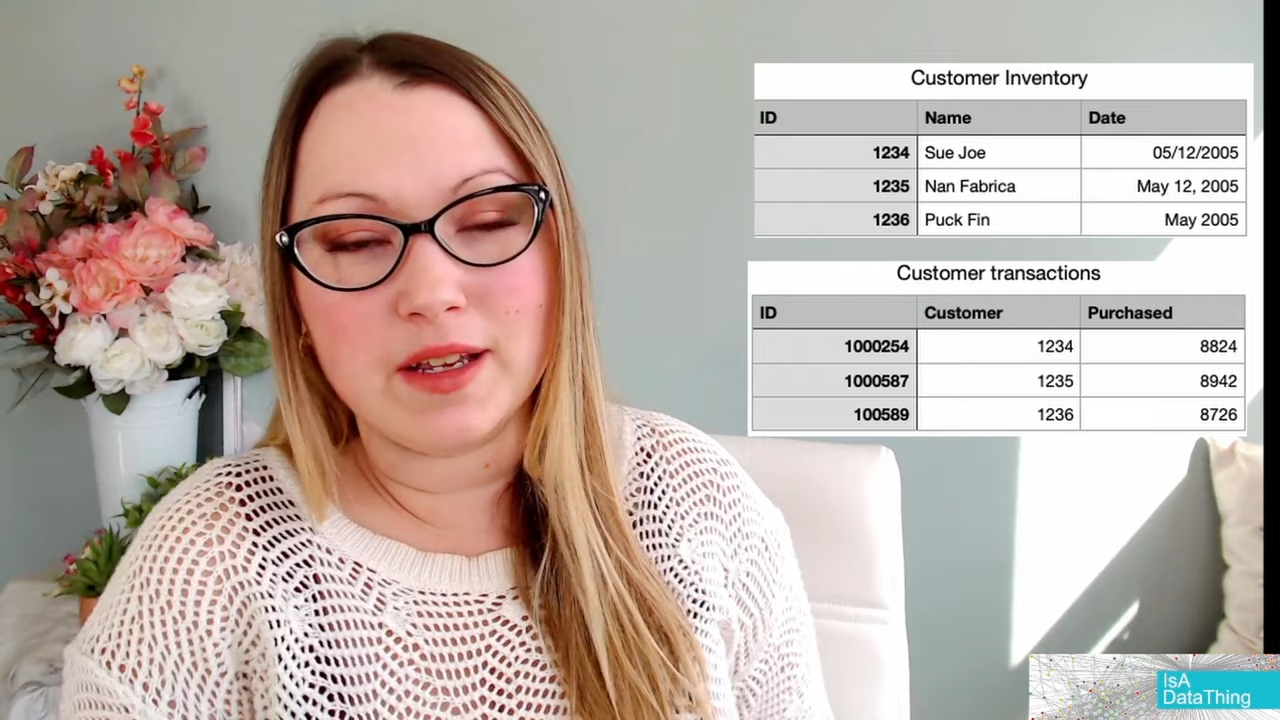 Customer Inventory
ID Name Date
1234 Sue Joe 05/12/2005
1235 Nan Fabrica May 12, 2005
1236 Puck Fin May 2005
Customer transactions
ID Customer Purchased
1000254 1234 8824
1000587 1235 8942
100589 1236 8726
IsA
DataThing